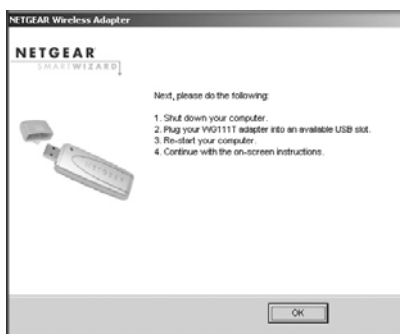 NETGEAR Wireless Adapter
NETGEAR
SMARTWIZARD
Next, please do the following:
1. Shut down your computer.
2. Plug your WG111T adapter into an available USB slot.
3. Re-start your computer.
4. Continue with the on-screen instructions.
NETGEAR
OK